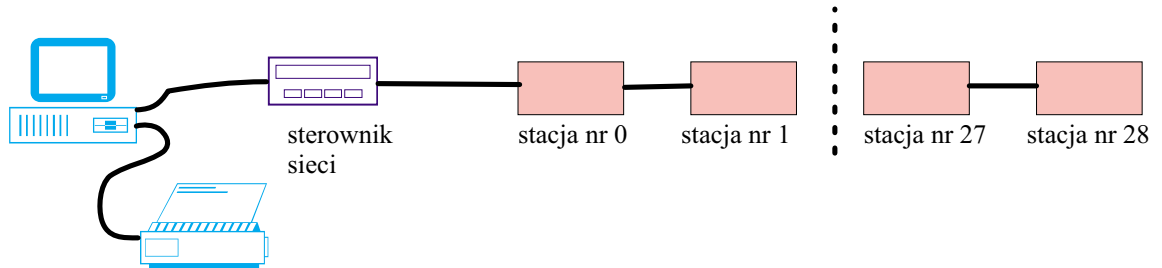 sterownik
sieci
stacja nr 0
stacja nr 1
stacja nr 27
stacja nr 28